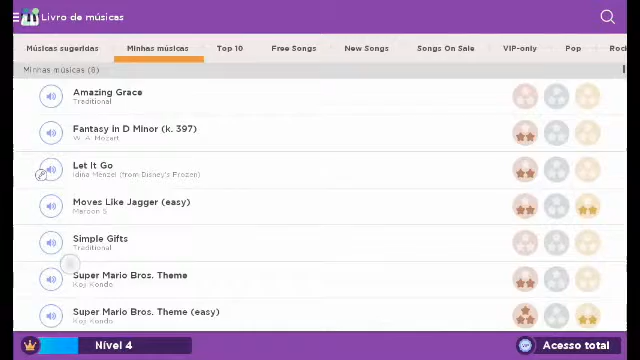 Livro de músicas
Músicas sugeridas Minhas músicas Top 10 Free Songs New Songs Songs On Sale VIP-only Pop Rock
Minhas músicas (8)
Amazing Grace
Traditional
Fantasy in D Minor (k. 397)
W. A. Mozart
Let It Go
Idina Menzel (from Disney's Frozen)
Moves Like Jagger (easy)
Maroon 5
Simple Gifts
Traditional
Super Mario Bros. Theme
Koji Kondo
Super Mario Bros. Theme (easy)
Koji Kondo
Nível 4
VIP Acesso total